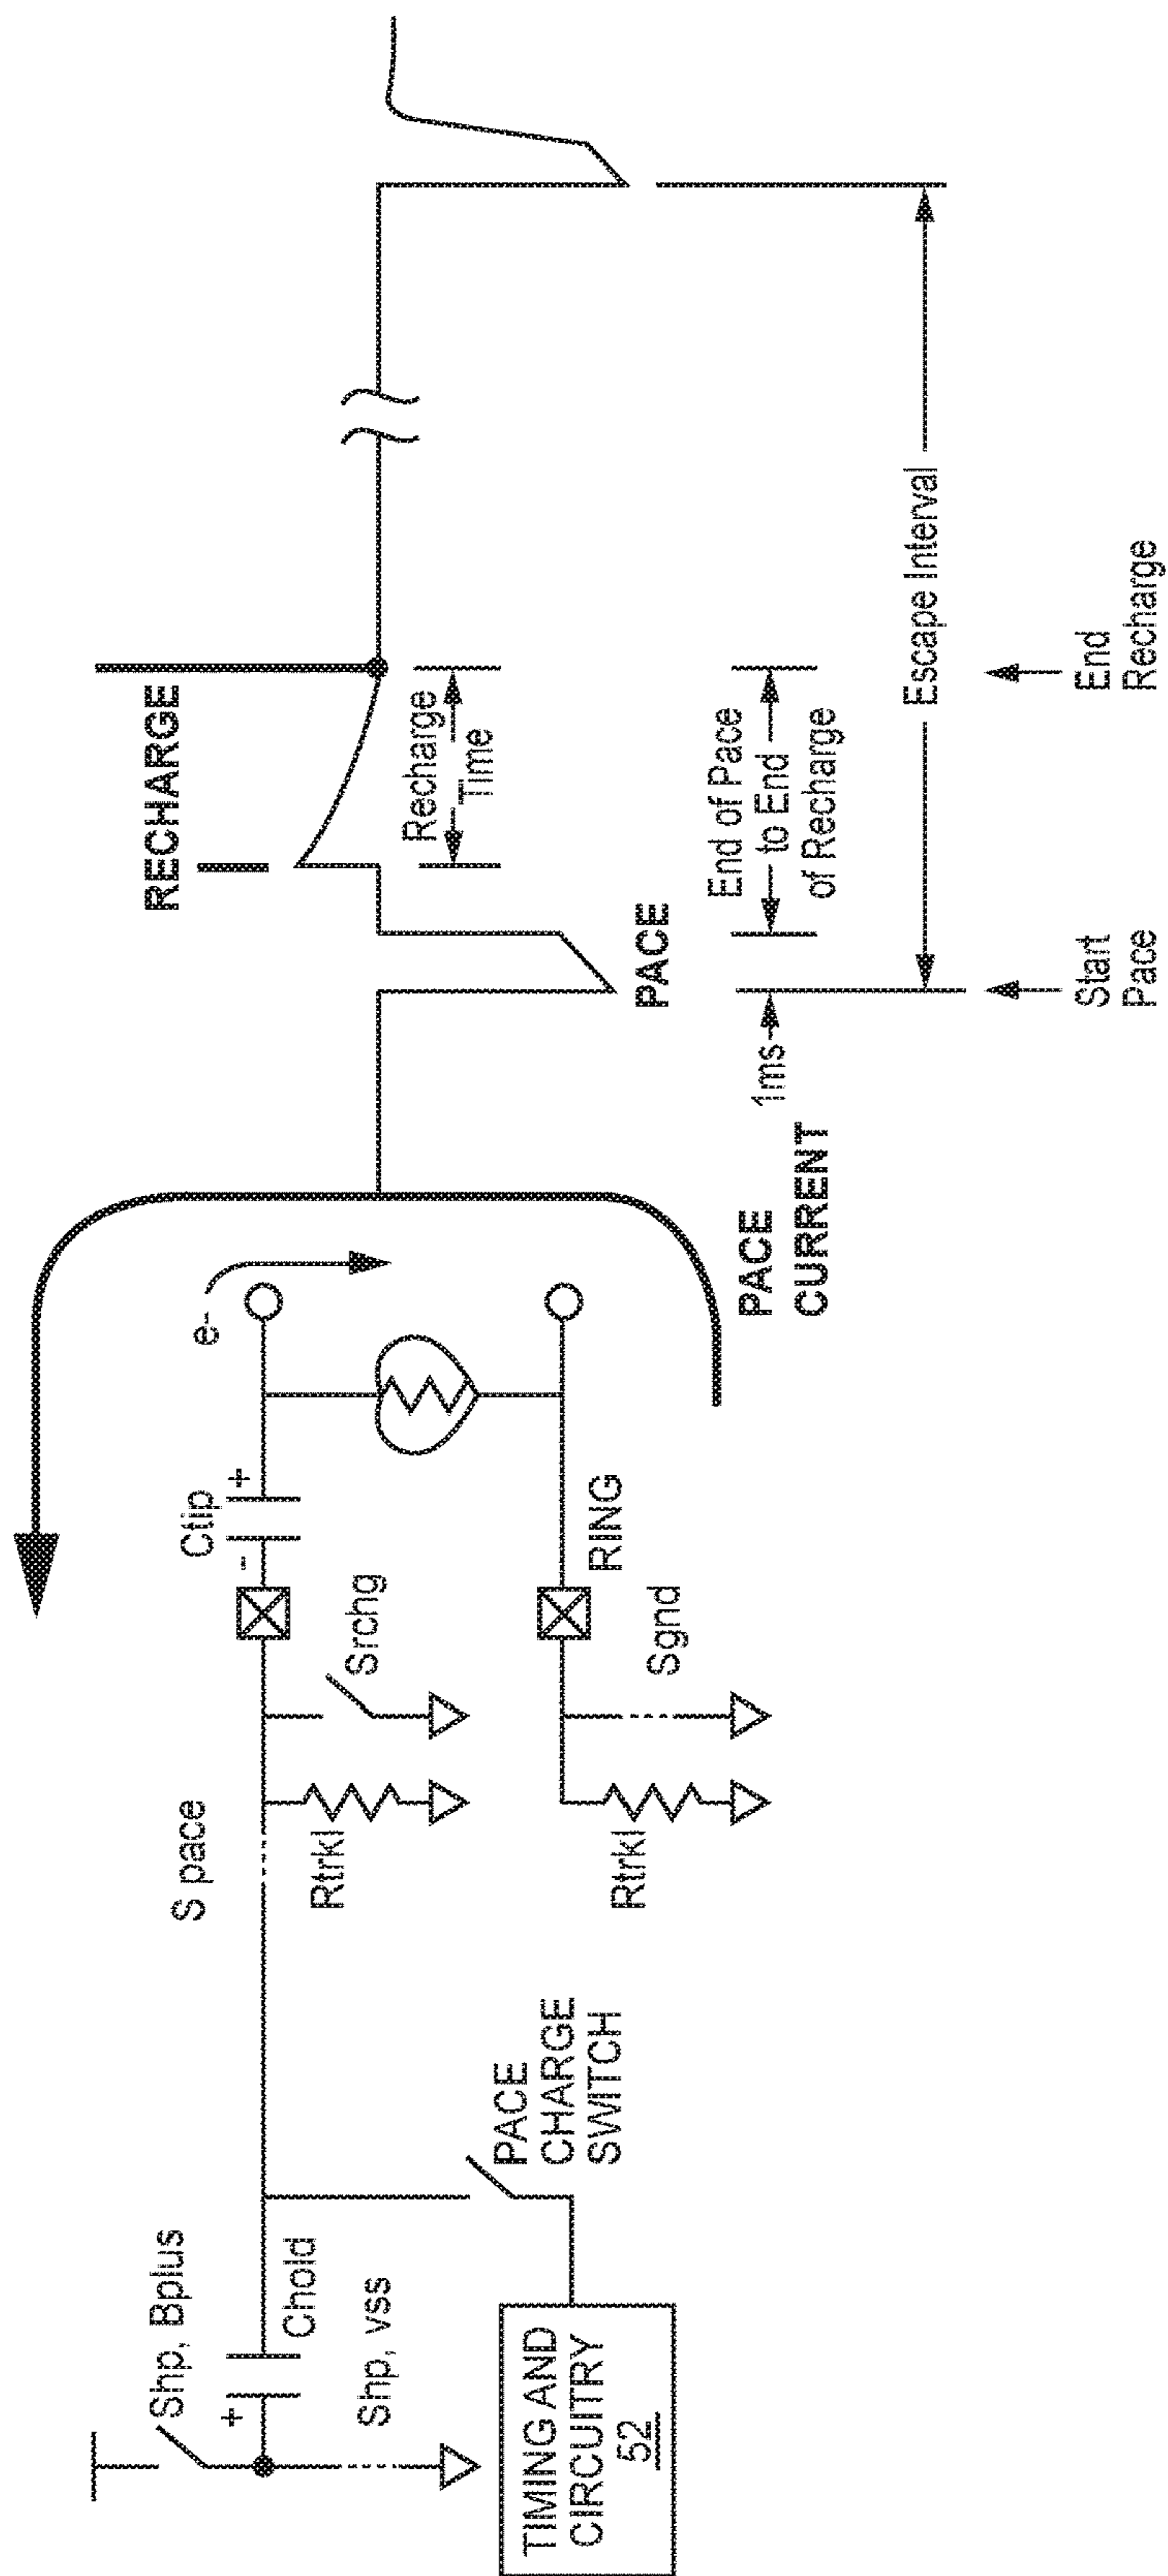 Shp, Bplus
+
Chold
Shp, vss
TIMING AND
CIRCUITRY
52
PACE
CHARGE
SWITCH
S pace
Rtrkl
Srchg
-
Ctip
+
e-
Rtrkl
Sgnd
RING
PACE
CURRENT
RECHARGE
Recharge
Time
PACE
1ms
End of Pace
to End
of Recharge
Escape Interval
Start
Pace
End
Recharge